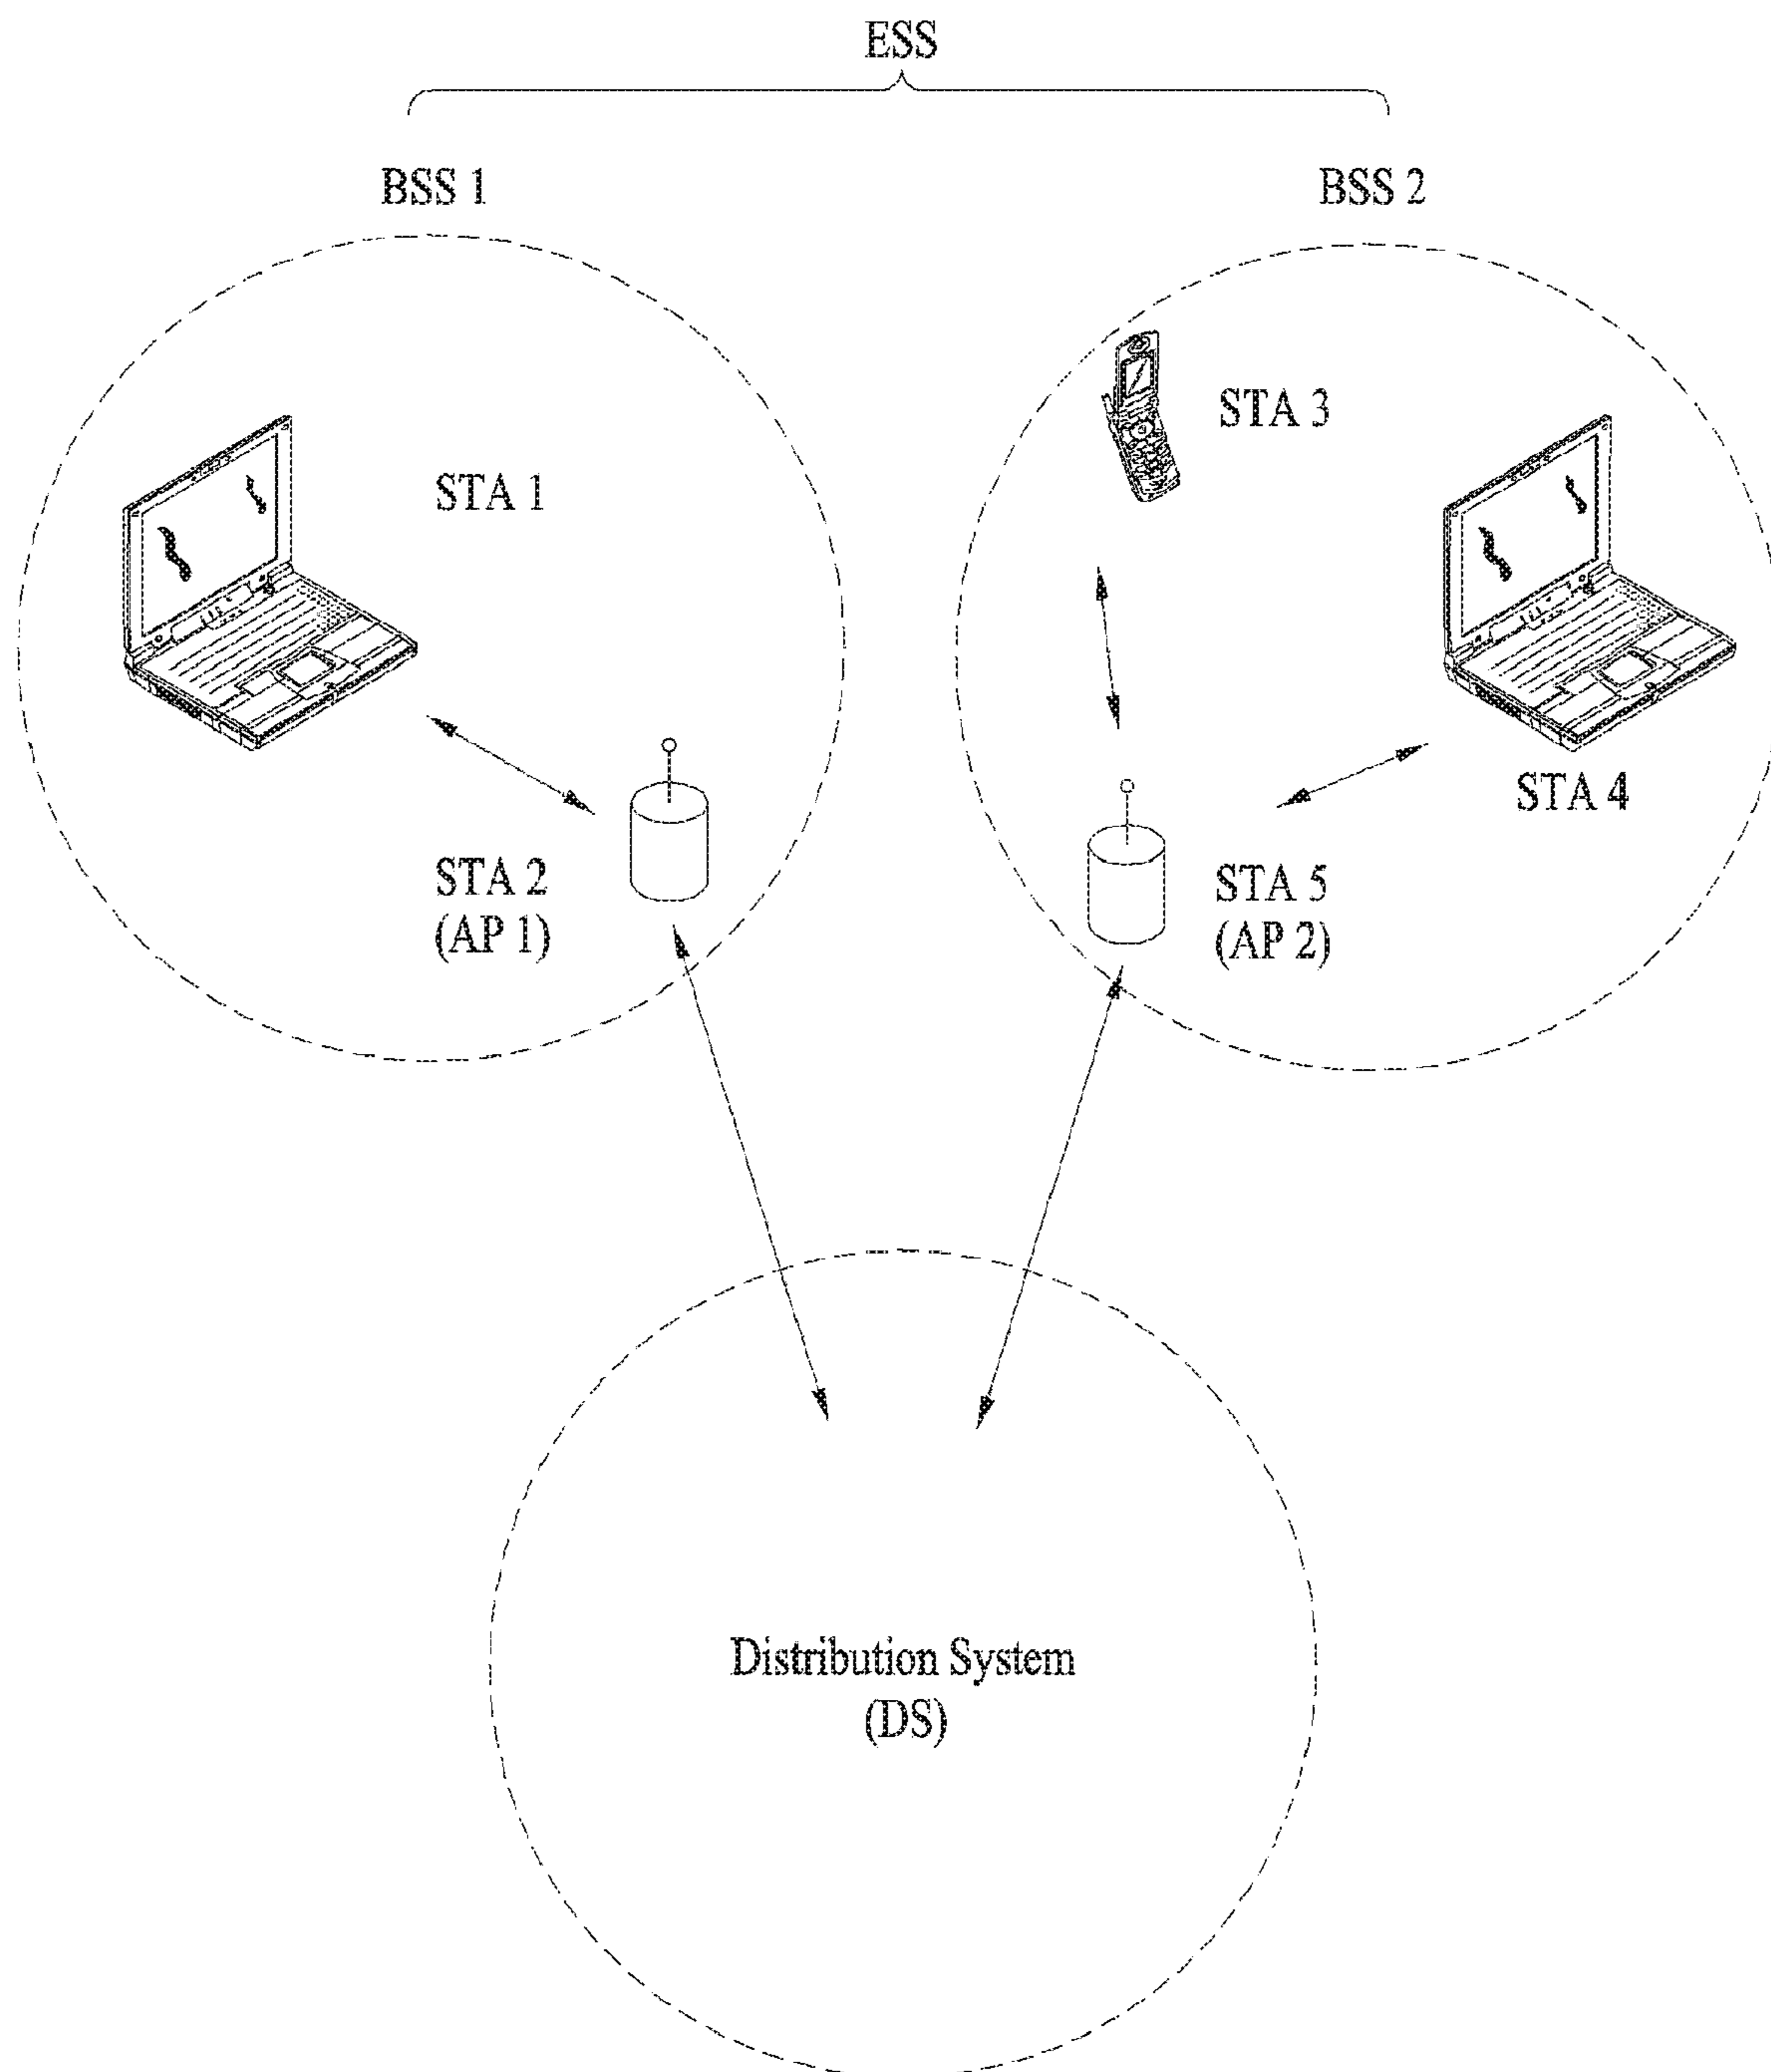 ESS
BSS 1
BSS 2
STA 3
STA 1
STA 4
STA 2
(AP 1)
STA 5
(AP 2)
Distribution System
(DS)